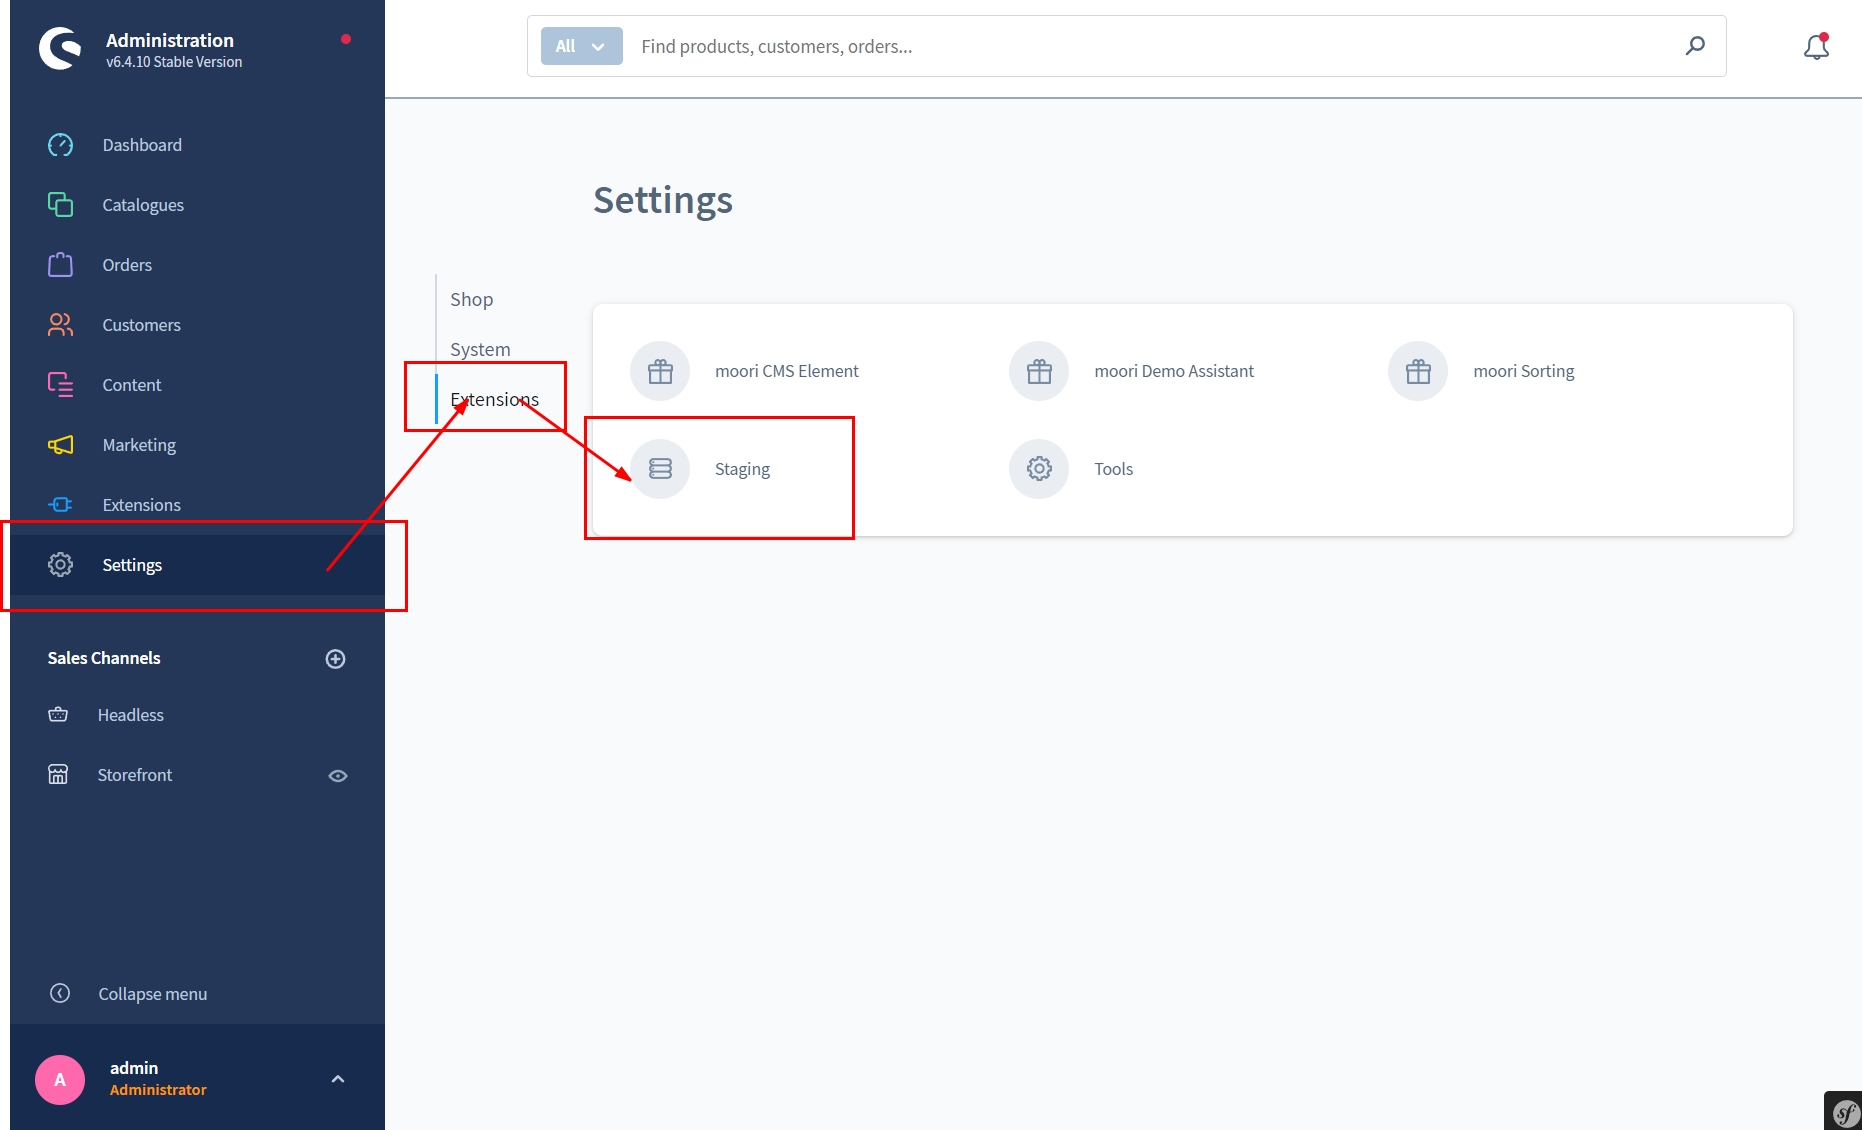 Administration
v6.4.10 Stable Version
All
Find products, customers, orders...
Dashboard
Catalogues
Orders
Customers
Content
Marketing
Extensions
Settings
Sales Channels
Headless
Storefront
Collapse menu
A
admin
Administrator
Settings
Shop
System
Extensions
moori CMS Element
moori Demo Assistant
moori Sorting
Staging
Tools
sf